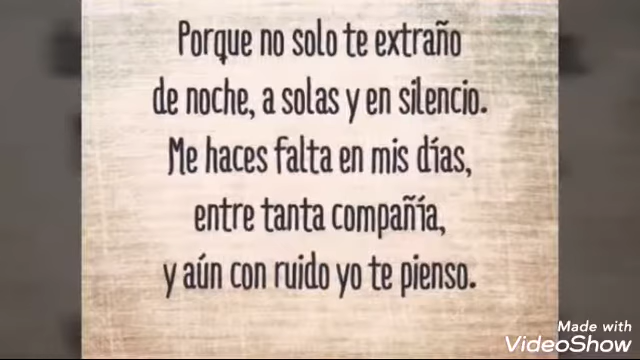 Porque no solo te extraño
de noche, a solas y en silencio.
Me haces falta en mis días,
entre tanta compañía,
y aún con ruido yo te pienso.
Made with
VideoShow